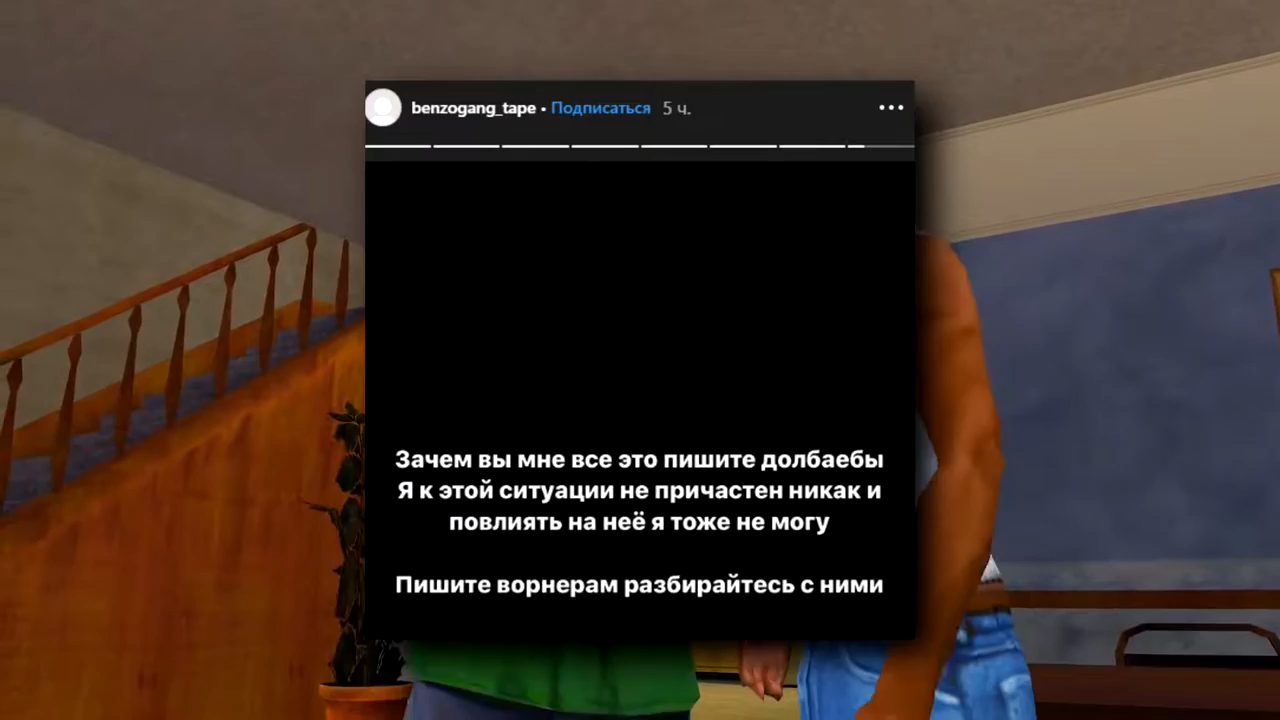 benzogang_tape • Подписаться 5 ч.
Зачем вы мне все это пишите долбаебы
Я к этой ситуации не причастен никак и
повлиять на неё я тоже не могу
Пишите ворнерам разбирайтесь с ними